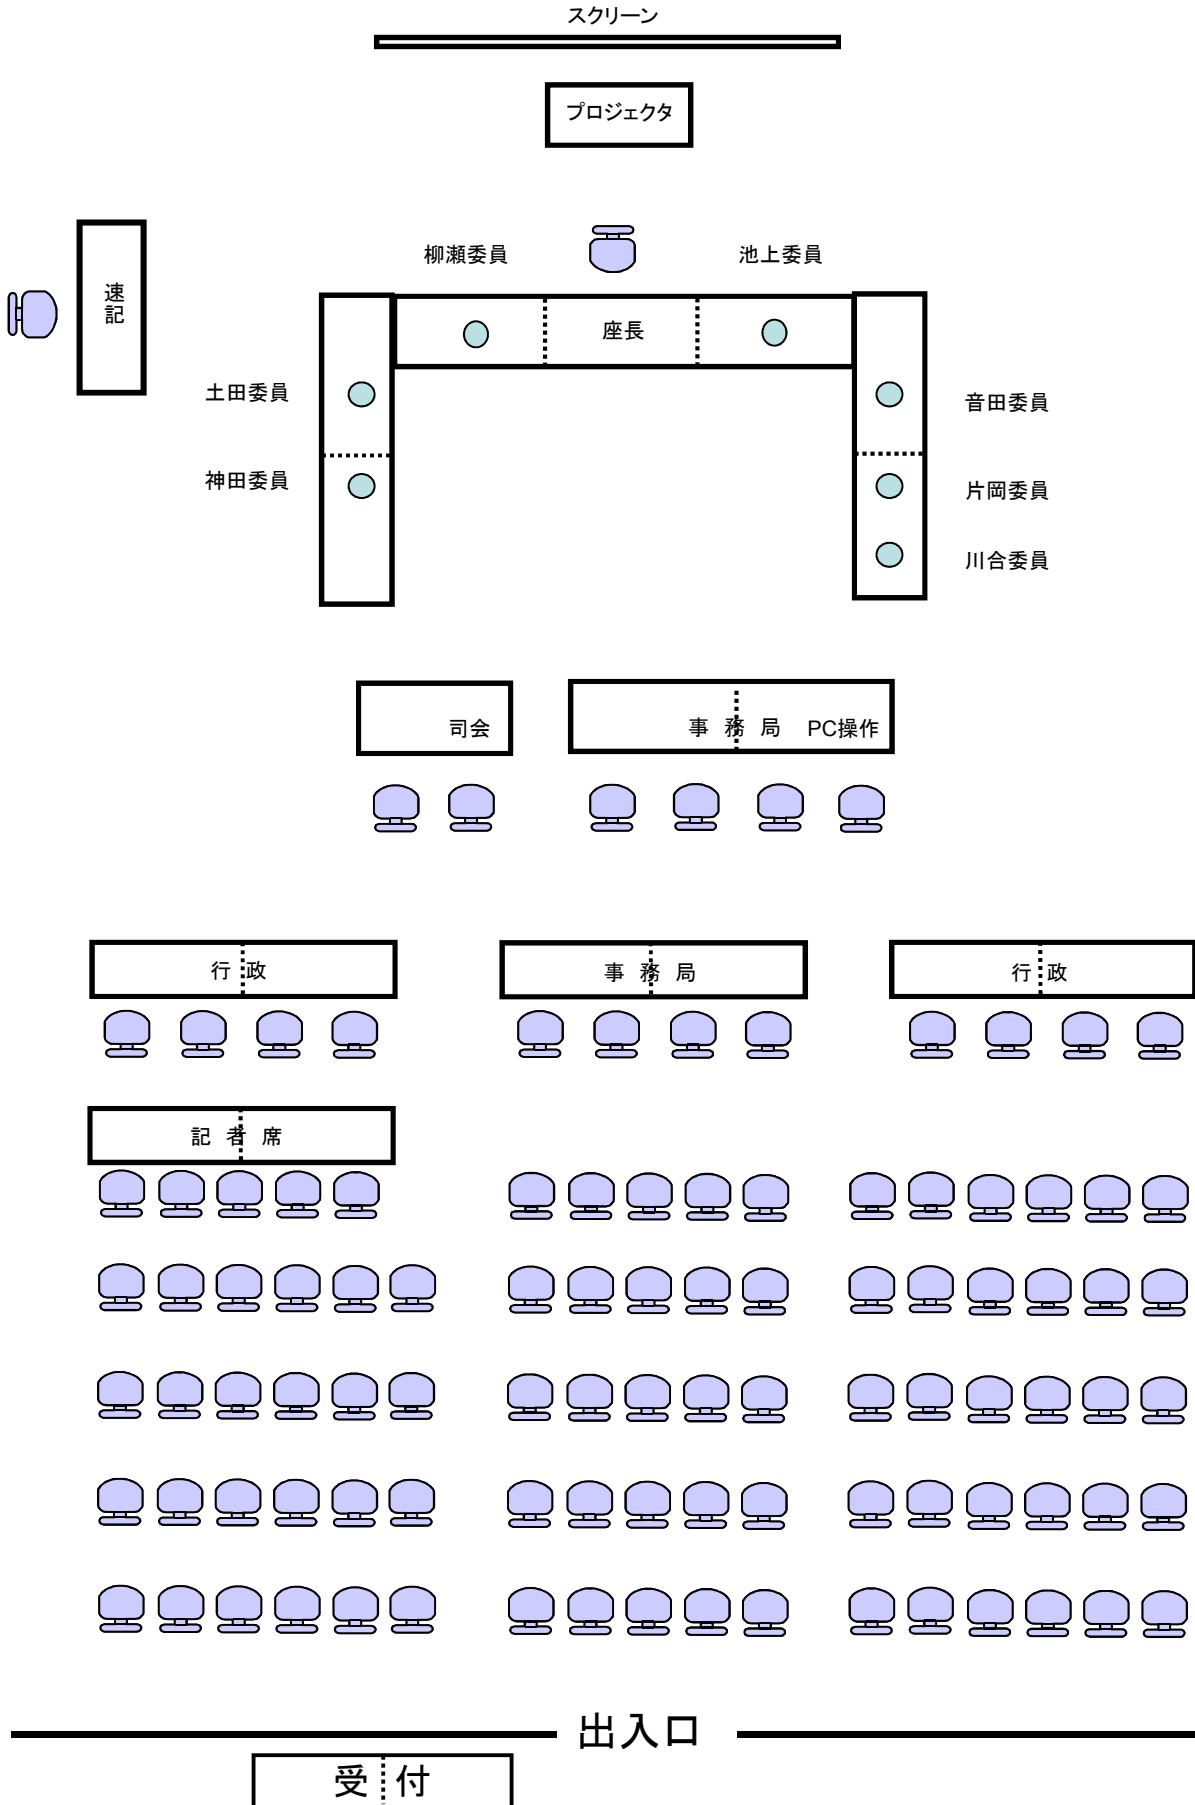 スクリーン
プロジェクタ
柳瀬委員
池上委員
速記
座長
土田委員
音田委員
神田委員
片岡委員
川合委員
司会
事務局 PC操作
行政
事務局
行政
記者席
出入口
受付